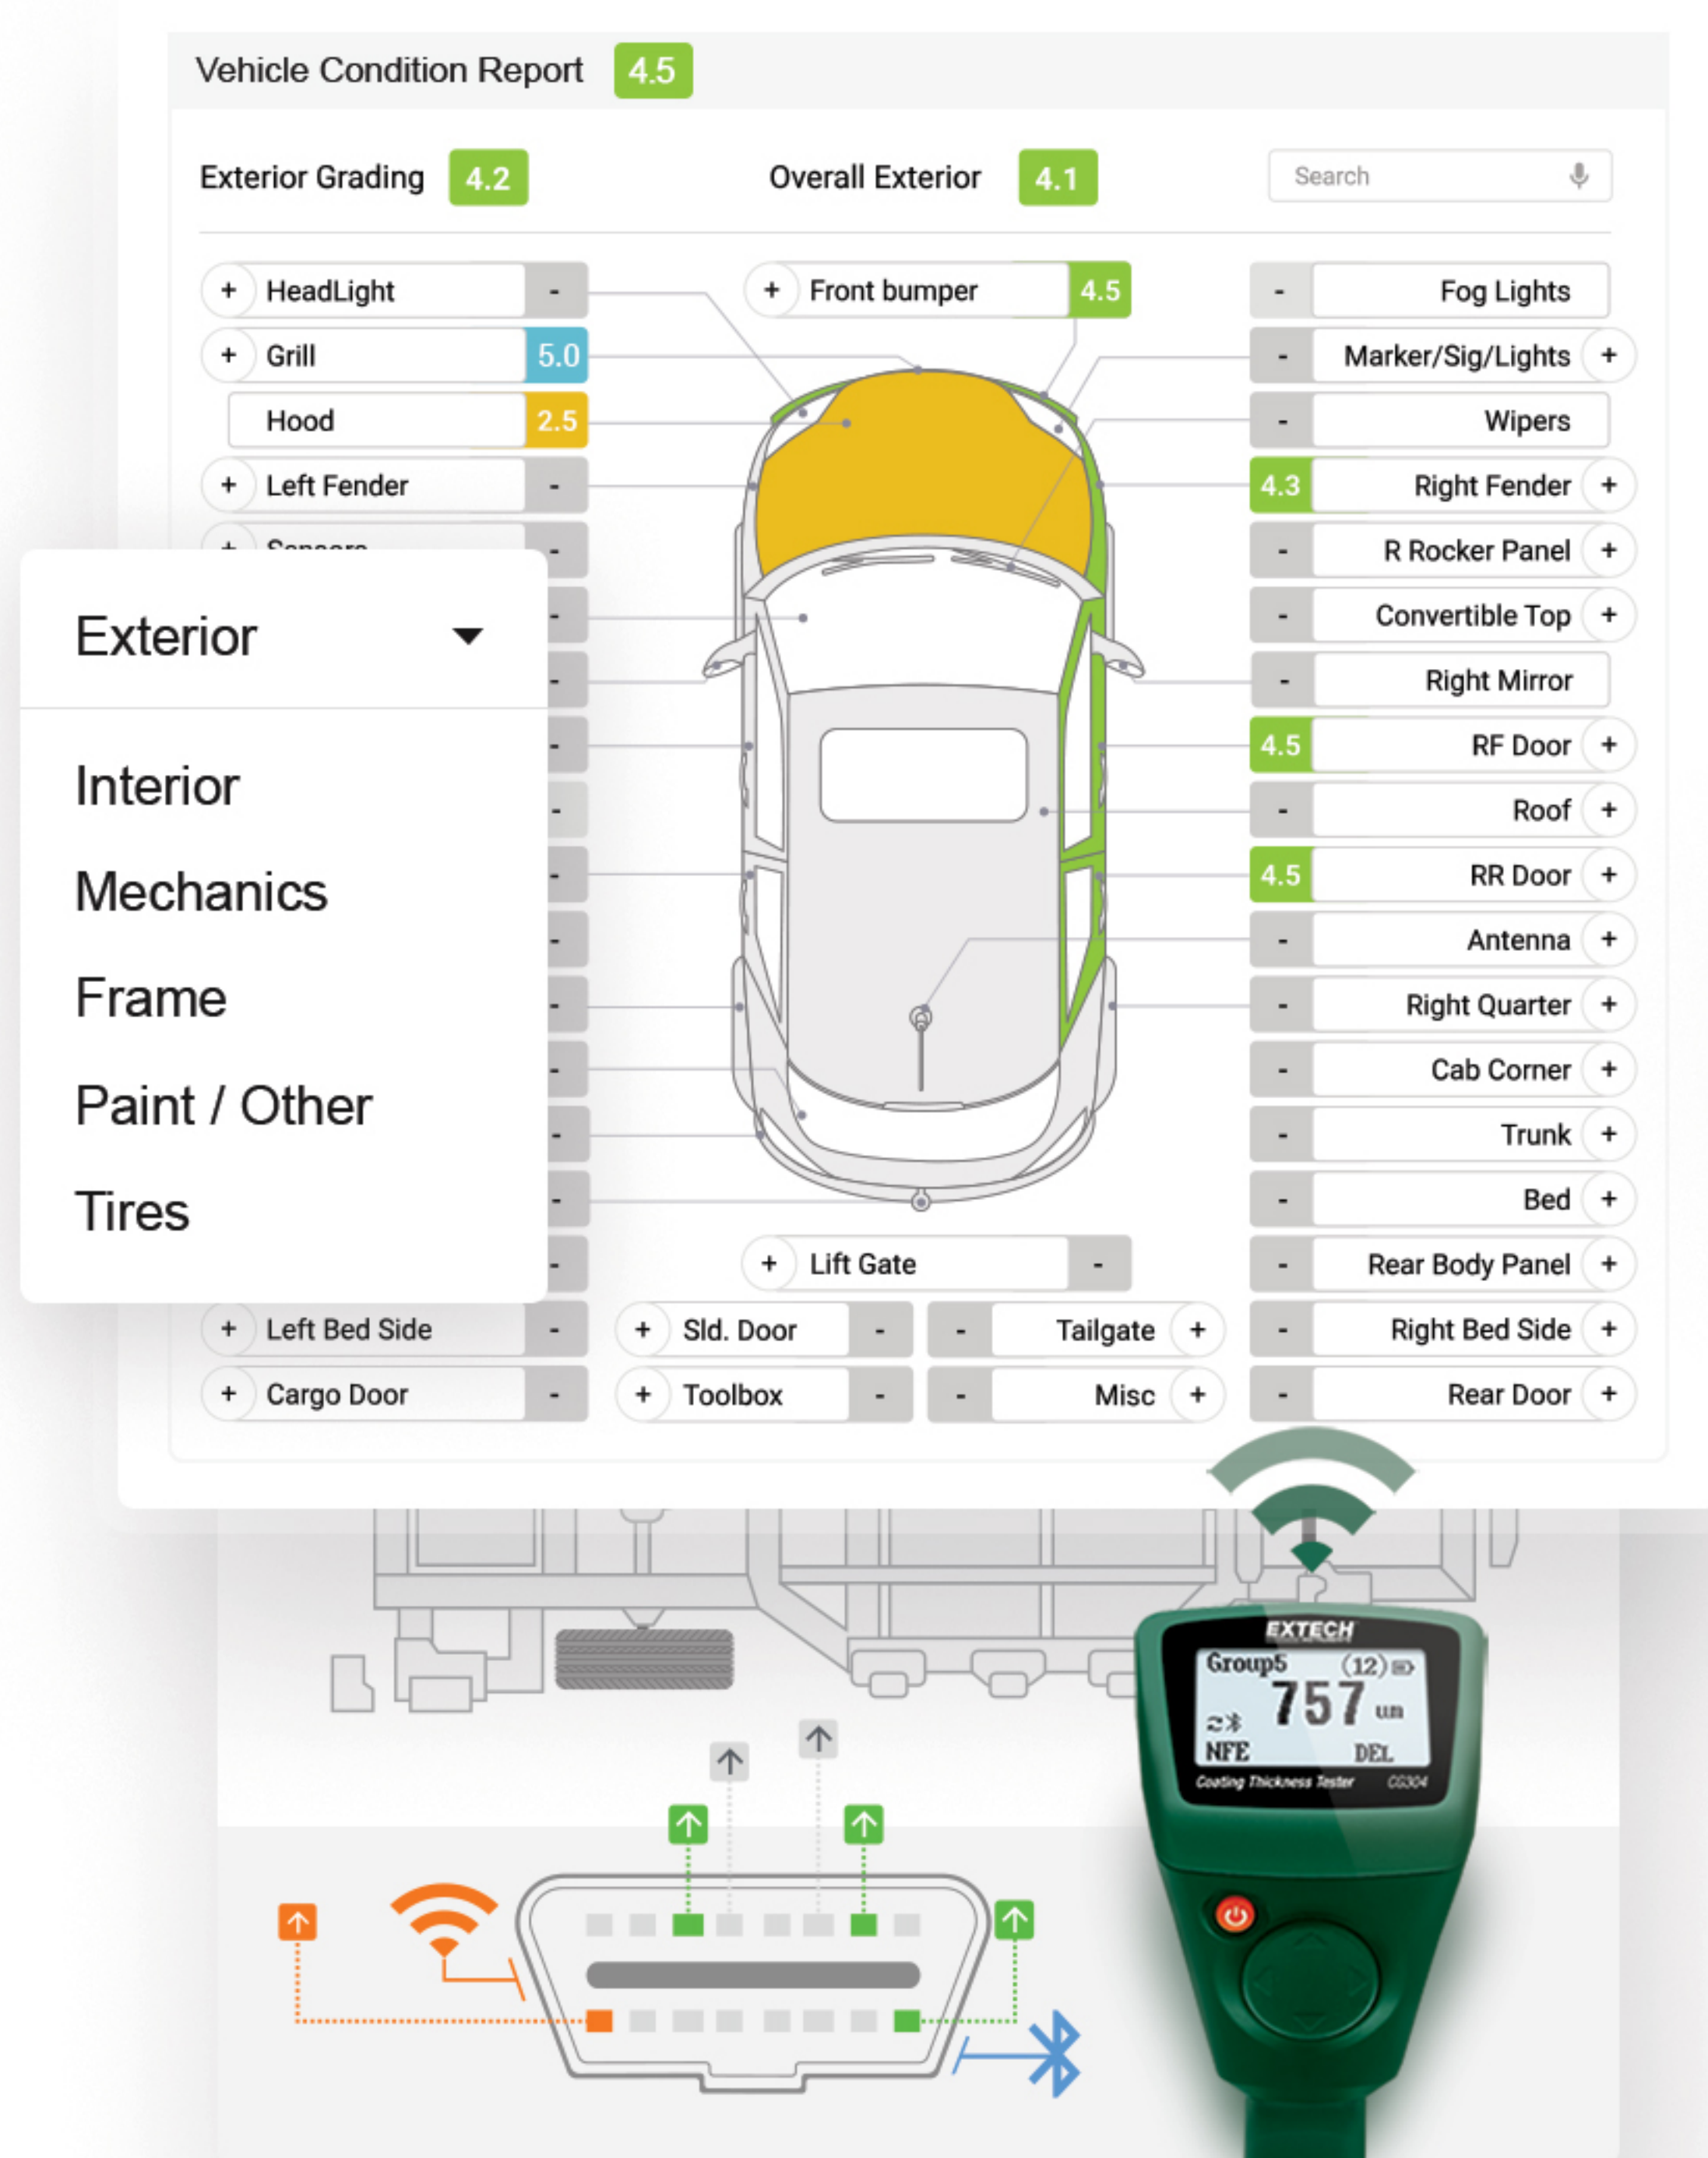 Vehicle Condition Report 4.5
Exterior Grading 4.2
Overall Exterior 4.1
Search
+ HeadLight -
+ Grill 5.0
Hood 2.5
+ Left Fender -
+ Sensors -
Exterior
Interior
Mechanics
Frame
Paint / Other
Tires
+ Left Bed Side -
+ Cargo Door -
+ Front bumper 4.5
+ Lift Gate -
+ Sld. Door -
- Tailgate +
+ Toolbox -
- Misc +
- Fog Lights
- Marker/Sig/Lights +
- Wipers
4.3 Right Fender +
- R Rocker Panel +
- Convertible Top +
- Right Mirror
4.5 RF Door +
- Roof +
4.5 RR Door +
- Antenna +
- Right Quarter +
- Cab Corner +
- Trunk +
- Bed +
- Rear Body Panel +
- Right Bed Side +
- Rear Door +
EXTECH
Group5 (12)
757 um
NFE DEL
Coating Thickness Tester CG304